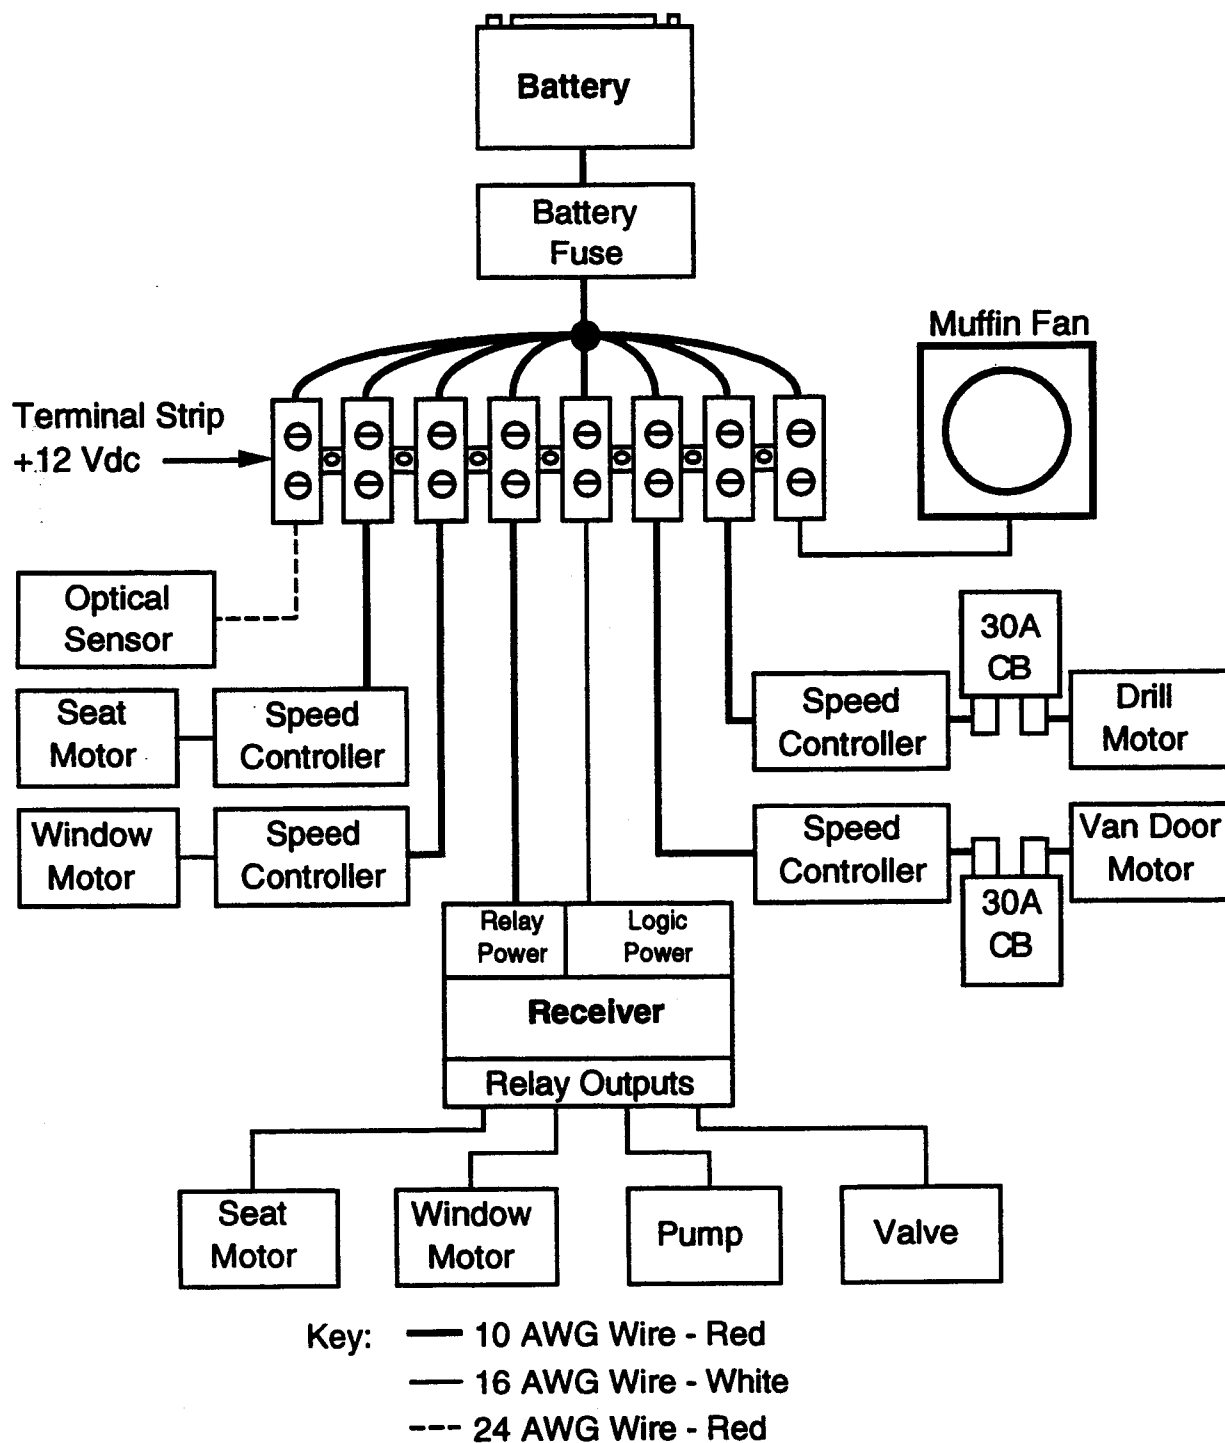 Battery
Battery
Fuse
Muffin Fan
Terminal Strip
+12 Vdc
Optical
Sensor
30A
CB
Seat
Motor
Speed
Controller
Speed
Controller
Drill
Motor
Window
Motor
Speed
Controller
Speed
Controller
Van Door
Motor
30A
CB
Relay
Power
Logic
Power
Receiver
Relay Outputs
Seat
Motor
Window
Motor
Pump
Valve
Key:
10 AWG Wire - Red
16 AWG Wire - White
24 AWG Wire - Red